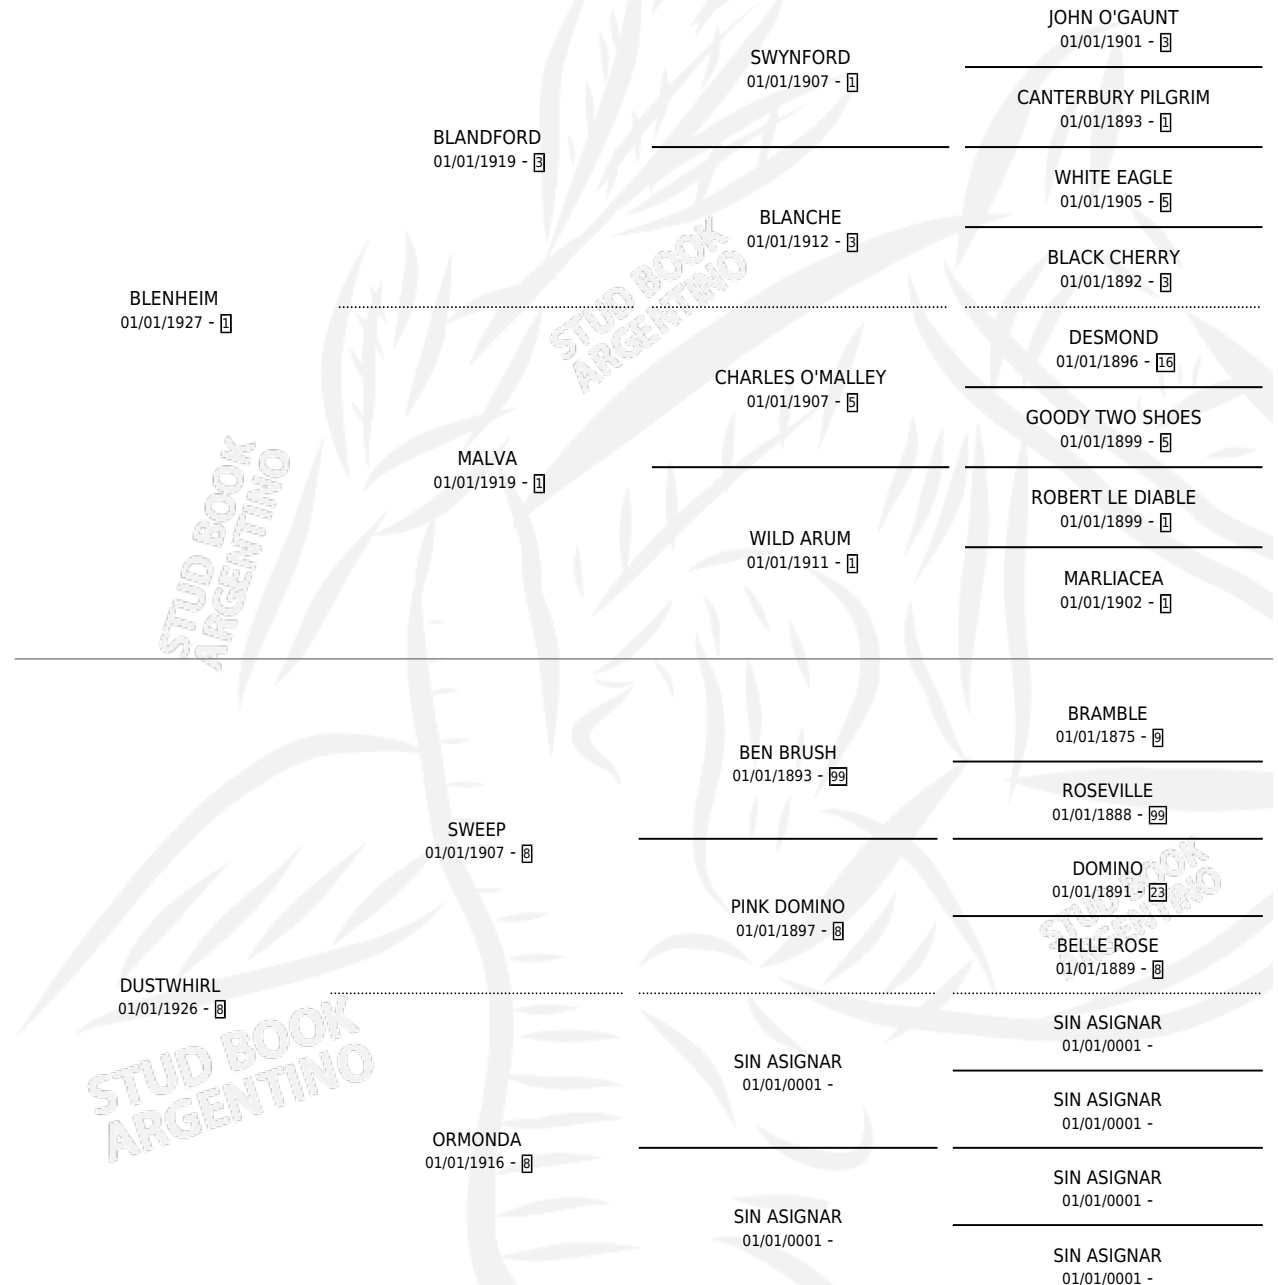 JOHN O'GAUNT
01/01/1901 - 3
SWYNFORD
01/01/1907 - 1
CANTERBURY PILGRIM
01/01/1893 - 1
BLANDFORD
01/01/1919 - 3
WHITE EAGLE
01/01/1905 - 5
BLANCHE
01/01/1912 - 3
BLACK CHERRY
01/01/1892 - 3
BLENHEIM
01/01/1927 - 1
DESMOND
01/01/1896 - 16
CHARLES O'MALLEY
01/01/1907 - 5
GOODY TWO SHOES
01/01/1899 - 5
MALVA
01/01/1919 - 1
ROBERT LE DIABLE
01/01/1899 - 1
WILD ARUM
01/01/1911 - 1
MARLIACEA
01/01/1902 - 1
BRAMBLE
01/01/1875 - 9
BEN BRUSH
01/01/1893 - 99
ROSEVILLE
01/01/1888 - 99
SWEEP
01/01/1907 - 8
DOMINO
01/01/1891 - 23
PINK DOMINO
01/01/1897 - 8
BELLE ROSE
01/01/1889 - 8
DUSTWHIRL
01/01/1926 - 8
SIN ASIGNAR
01/01/0001 -
SIN ASIGNAR
01/01/0001 -
SIN ASIGNAR
01/01/0001 -
ORMONDA
01/01/1916 - 8
SIN ASIGNAR
01/01/0001 -
SIN ASIGNAR
01/01/0001 -
SIN ASIGNAR
01/01/0001 -
STUD BOOK
ARGENTINO
STUD BOOK
ARGENTINO
STUD BOOK
ARGENTINO
STUD BOOK
ARGENTINO